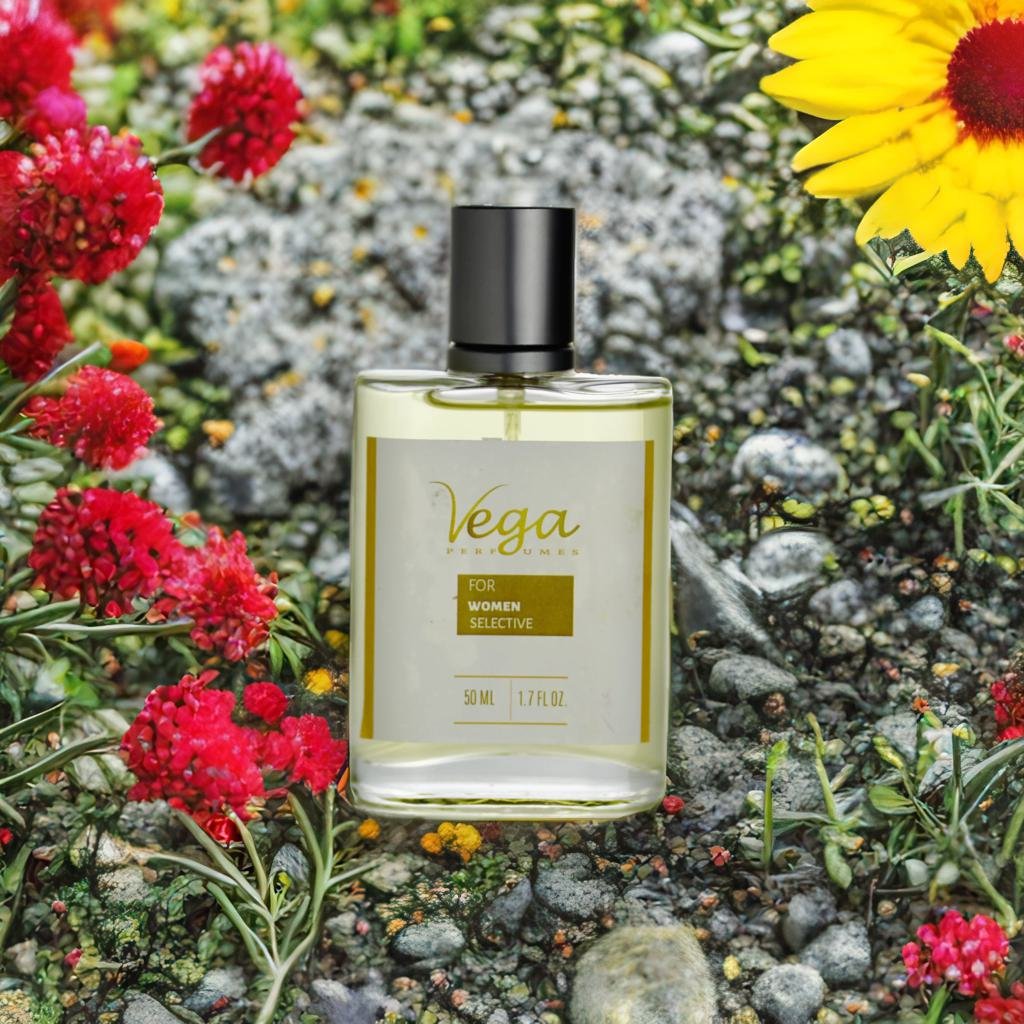 Vega
PERFUMES
FOR
WOMEN
SELECTIVE
50 ML 1.7 FL OZ.